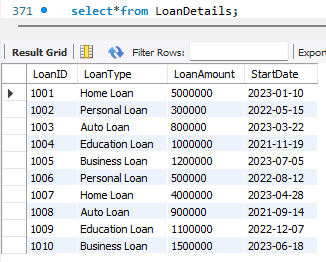 371 select*from LoanDetails;
Result Grid Filter Rows: Export
LoanID LoanType LoanAmount StartDate
1001 Home Loan 5000000 2023-01-10
1002 Personal Loan 300000 2022-05-15
1003 Auto Loan 800000 2023-03-22
1004 Education Loan 1000000 2021-11-19
1005 Business Loan 1200000 2023-07-05
1006 Personal Loan 500000 2022-08-12
1007 Home Loan 4000000 2023-04-28
1008 Auto Loan 900000 2021-09-14
1009 Education Loan 1100000 2022-12-07
1010 Business Loan 1500000 2023-06-18